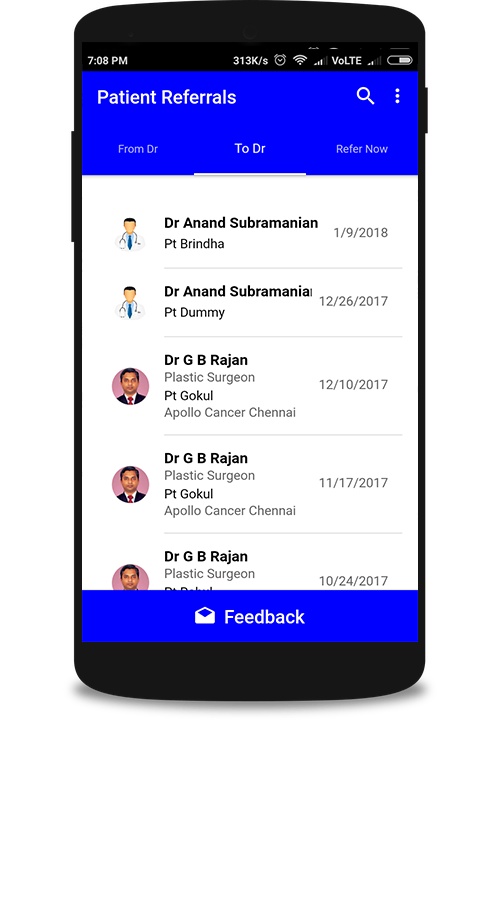 7:08 PM 313K/s VoLTE
Patient Referrals
From Dr To Dr Refer Now
Dr Anand Subramanian
Pt Brindha
1/9/2018
Dr Anand Subramanian
Pt Dummy
12/26/2017
Dr G B Rajan
Plastic Surgeon
Pt Gokul
Apollo Cancer Chennai
12/10/2017
Dr G B Rajan
Plastic Surgeon
Pt Gokul
Apollo Cancer Chennai
11/17/2017
Dr G B Rajan
Plastic Surgeon
10/24/2017
Feedback